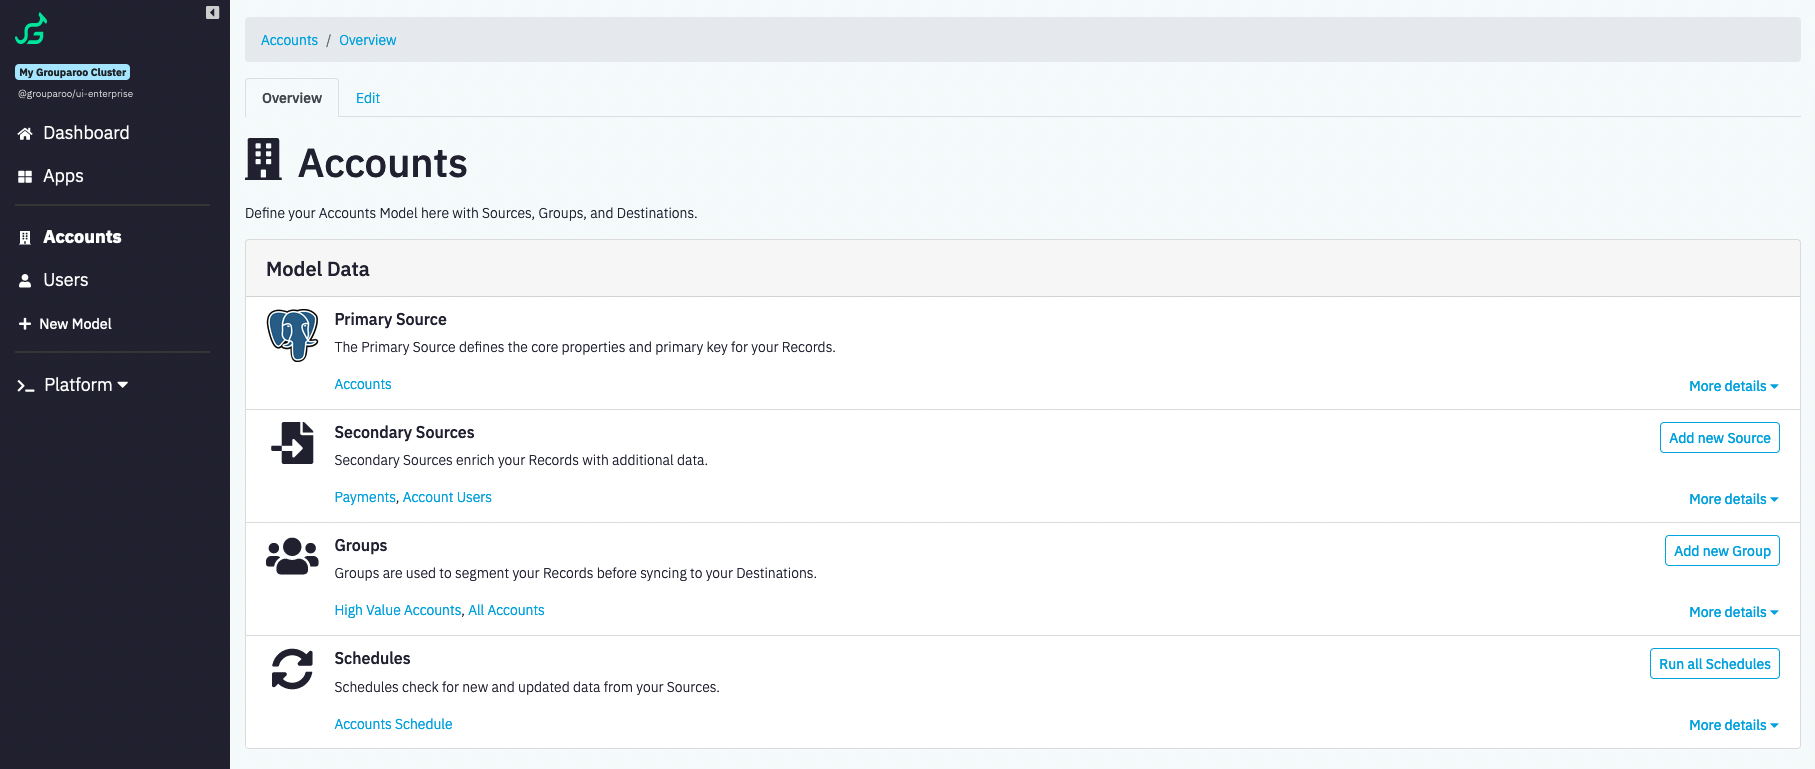 My Grouparoo Cluster
@grouparoo/ui-enterprise
Dashboard
Apps
Accounts
Users
New Model
Platform
Accounts / Overview
Overview Edit
Accounts
Define your Accounts Model here with Sources, Groups, and Destinations.
Model Data
Primary Source
The Primary Source defines the core properties and primary key for your Records.
Accounts
More details
Secondary Sources
Add new Source
Secondary Sources enrich your Records with additional data.
Payments, Account Users
More details
Groups
Add new Group
Groups are used to segment your Records before syncing to your Destinations.
High Value Accounts, All Accounts
More details
Schedules
Run all Schedules
Schedules check for new and updated data from your Sources.
Accounts Schedule
More details